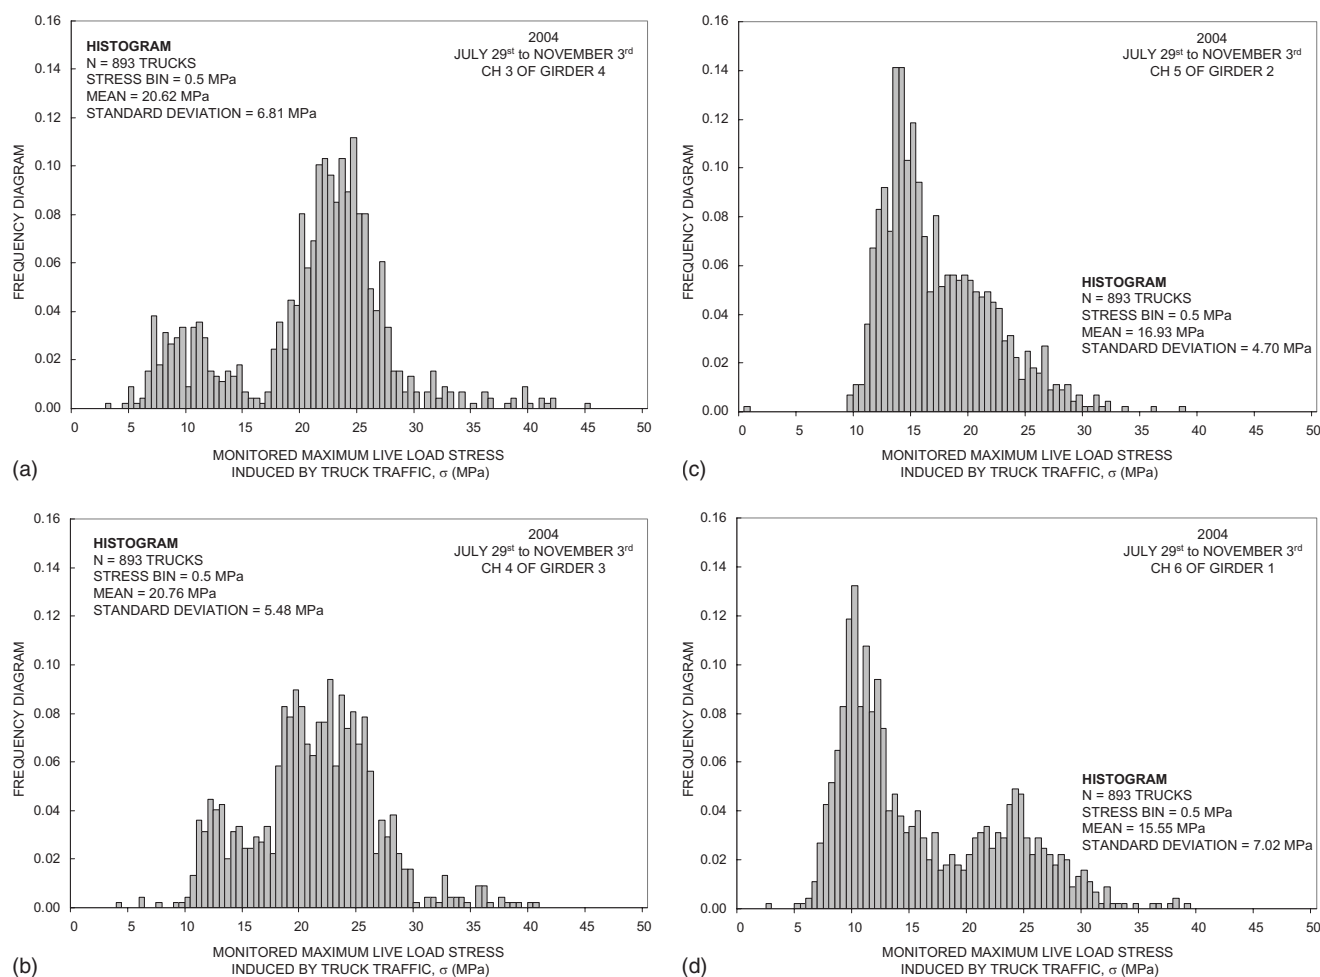 0.16
0.14
0.12
0.10
0.08
0.06
0.04
0.02
0.00
FREQUENCY DIAGRAM
HISTOGRAM
N = 893 TRUCKS
STRESS BIN = 0.5 MPa
MEAN = 20.62 MPa
STANDARD DEVIATION = 6.81 MPa
2004
JULY 29st to NOVEMBER 3rd
CH 3 OF GIRDER 4
0 5 10 15 20 25 30 35 40 45 50
MONITORED MAXIMUM LIVE LOAD STRESS
INDUCED BY TRUCK TRAFFIC, σ (MPa)
(a)
0.16
0.14
0.12
0.10
0.08
0.06
0.04
0.02
0.00
FREQUENCY DIAGRAM
2004
JULY 29st to NOVEMBER 3rd
CH 5 OF GIRDER 2
HISTOGRAM
N = 893 TRUCKS
STRESS BIN = 0.5 MPa
MEAN = 16.93 MPa
STANDARD DEVIATION = 4.70 MPa
0 5 10 15 20 25 30 35 40 45 50
MONITORED MAXIMUM LIVE LOAD STRESS
INDUCED BY TRUCK TRAFFIC, σ (MPa)
(c)
0.16
0.14
0.12
0.10
0.08
0.06
0.04
0.02
0.00
FREQUENCY DIAGRAM
HISTOGRAM
N = 893 TRUCKS
STRESS BIN = 0.5 MPa
MEAN = 20.76 MPa
STANDARD DEVIATION = 5.48 MPa
2004
JULY 29st to NOVEMBER 3rd
CH 4 OF GIRDER 3
0 5 10 15 20 25 30 35 40 45 50
MONITORED MAXIMUM LIVE LOAD STRESS
INDUCED BY TRUCK TRAFFIC, σ (MPa)
(b)
0.16
0.14
0.12
0.10
0.08
0.06
0.04
0.02
0.00
FREQUENCY DIAGRAM
2004
JULY 29st to NOVEMBER 3rd
CH 6 OF GIRDER 1
HISTOGRAM
N = 893 TRUCKS
STRESS BIN = 0.5 MPa
MEAN = 15.55 MPa
STANDARD DEVIATION = 7.02 MPa
0 5 10 15 20 25 30 35 40 45 50
MONITORED MAXIMUM LIVE LOAD STRESS
INDUCED BY TRUCK TRAFFIC, σ (MPa)
(d)